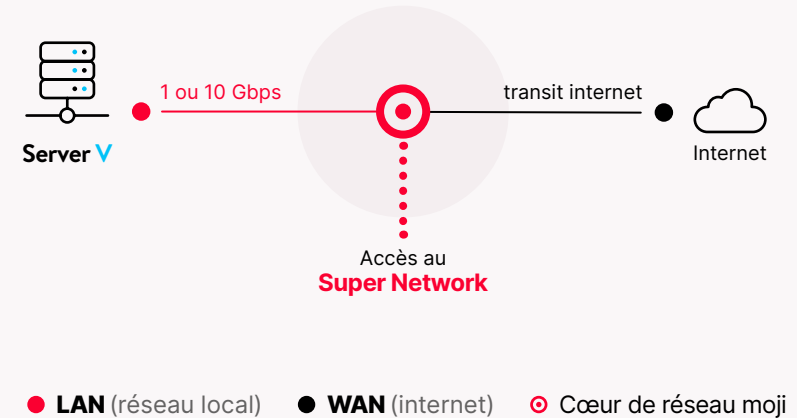 1 ou 10 Gbps
transit internet
Server V
Internet
Accès au
Super Network
LAN (réseau local)
WAN (internet)
Cœur de réseau moji